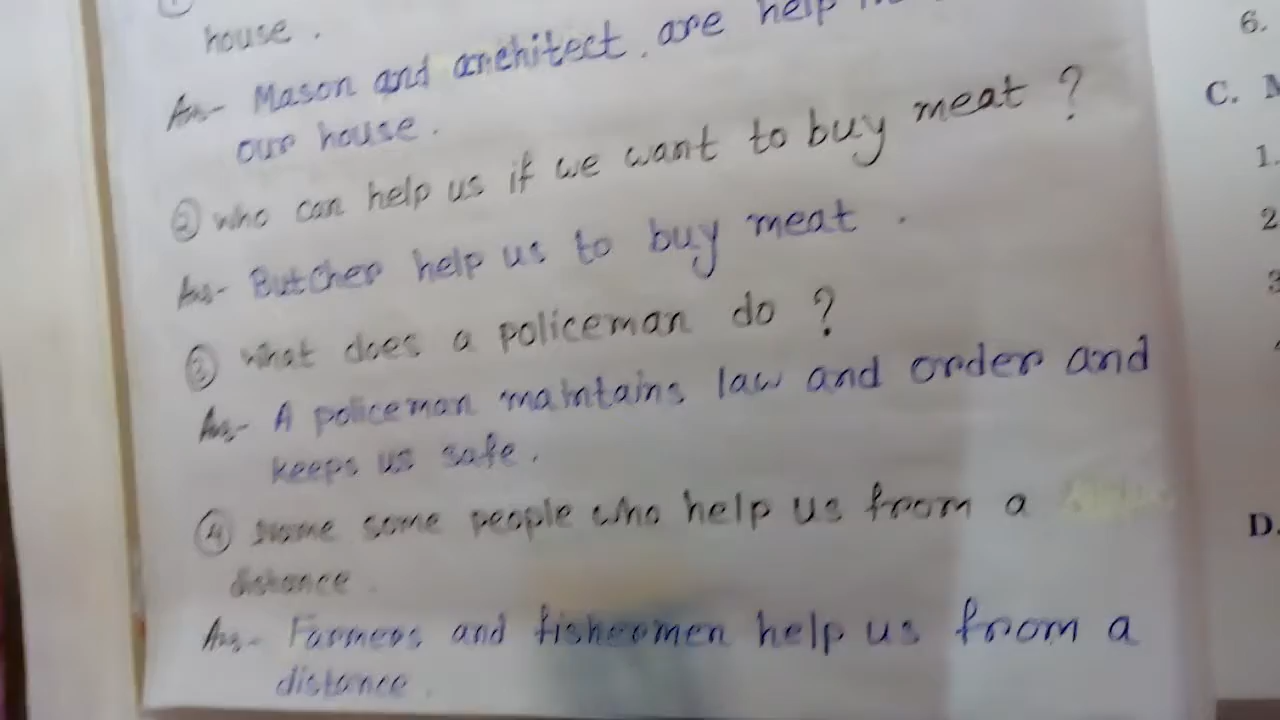 house.
Ans- Mason and architect are help
our house.
② who can help us if we want to buy meat ?
Ans- Butcher help us to buy meat .
③ what does a policeman do ?
Ans- A policeman maintains law and order and
keeps us safe.
④ Name some people who help us from a
distance.
Ans- Farmers and fishermen help us from a
distance.
6.
C.
1.
2
3
D.